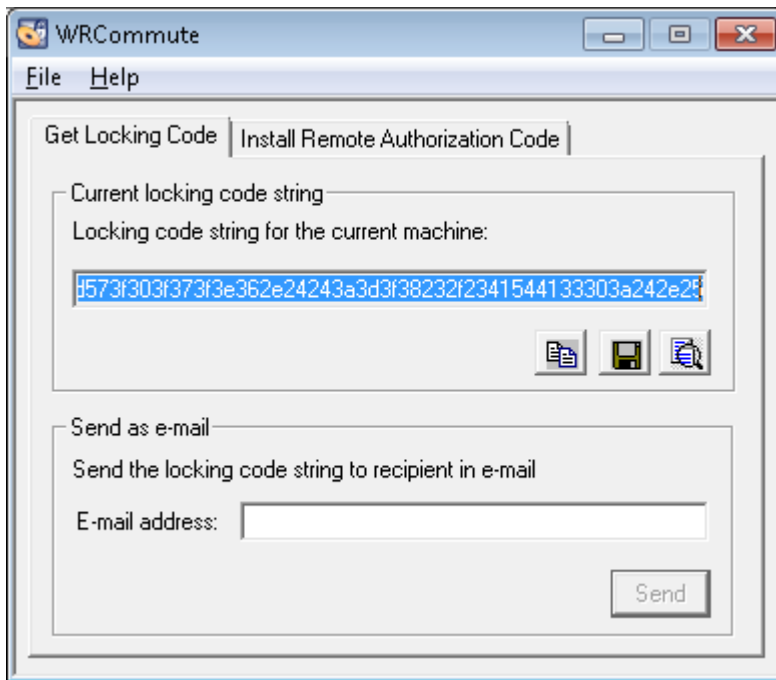 WRCommute
File Help
Get Locking Code Install Remote Authorization Code
Current locking code string
Locking code string for the current machine:
d573f303f373f3e362e24243a3d3f38232f2341544133303a242e25
Send as e-mail
Send the locking code string to recipient in e-mail
E-mail address:
Send